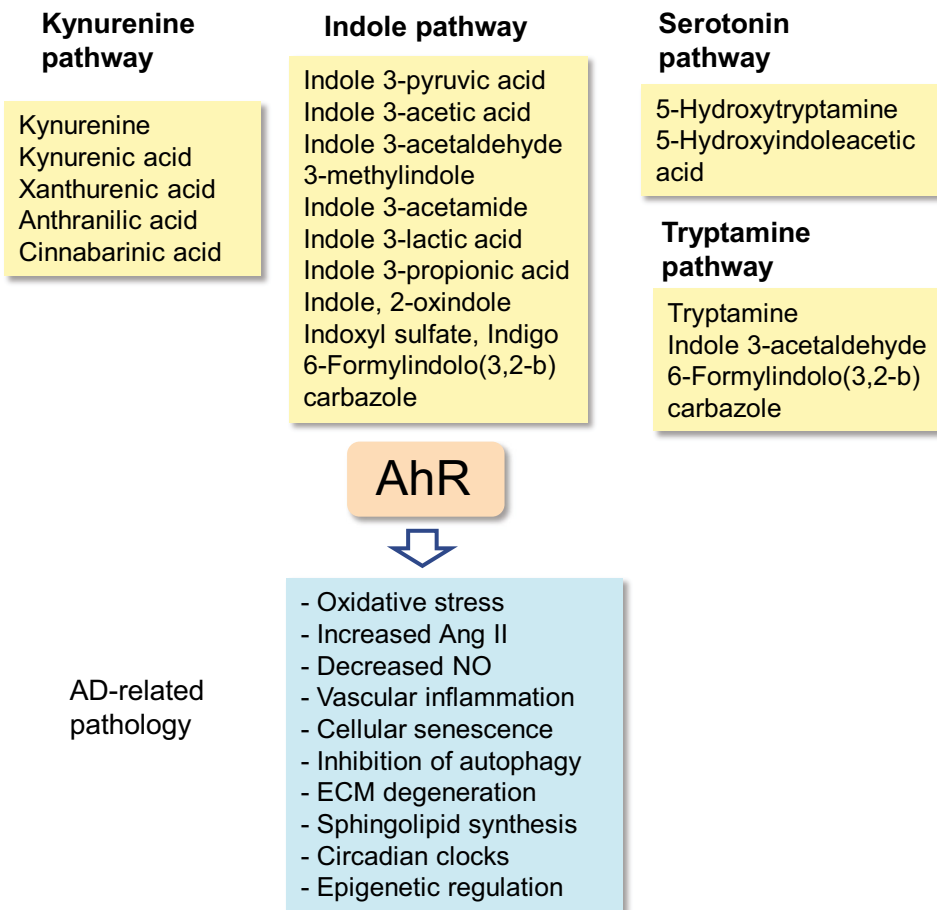 Kynurenine
pathway
Kynurenine
Kynurenic acid
Xanthurenic acid
Anthranilic acid
Cinnabarinic acid
Indole pathway
Indole 3-pyruvic acid
Indole 3-acetic acid
Indole 3-acetaldehyde
3-methylindole
Indole 3-acetamide
Indole 3-lactic acid
Indole 3-propionic acid
Indole, 2-oxindole
Indoxyl sulfate, Indigo
6-Formylindolo(3,2-b)
carbazole
Serotonin
pathway
5-Hydroxytryptamine
5-Hydroxyindoleacetic
acid
Tryptamine
pathway
Tryptamine
Indole 3-acetaldehyde
6-Formylindolo(3,2-b)
carbazole
AhR
AD-related
pathology
- Oxidative stress
- Increased Ang II
- Decreased NO
- Vascular inflammation
- Cellular senescence
- Inhibition of autophagy
- ECM degeneration
- Sphingolipid synthesis
- Circadian clocks
- Epigenetic regulation